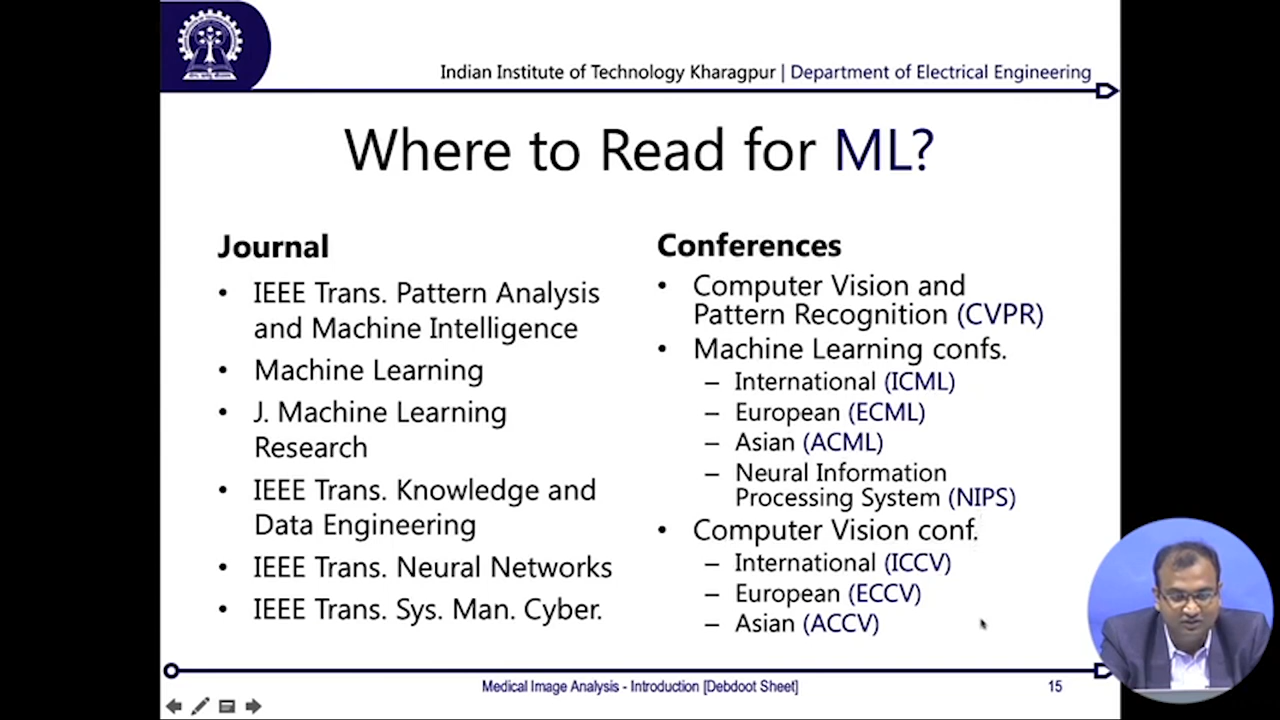 Indian Institute of Technology Kharagpur | Department of Electrical Engineering
Where to Read for ML?
Journal
• IEEE Trans. Pattern Analysis
and Machine Intelligence
• Machine Learning
• J. Machine Learning
Research
• IEEE Trans. Knowledge and
Data Engineering
• IEEE Trans. Neural Networks
• IEEE Trans. Sys. Man. Cyber.
Conferences
• Computer Vision and
Pattern Recognition (CVPR)
• Machine Learning confs.
– International (ICML)
– European (ECML)
– Asian (ACML)
– Neural Information
Processing System (NIPS)
• Computer Vision conf.
– International (ICCV)
– European (ECCV)
– Asian (ACCV)
Medical Image Analysis - Introduction [Debdoot Sheet]
15